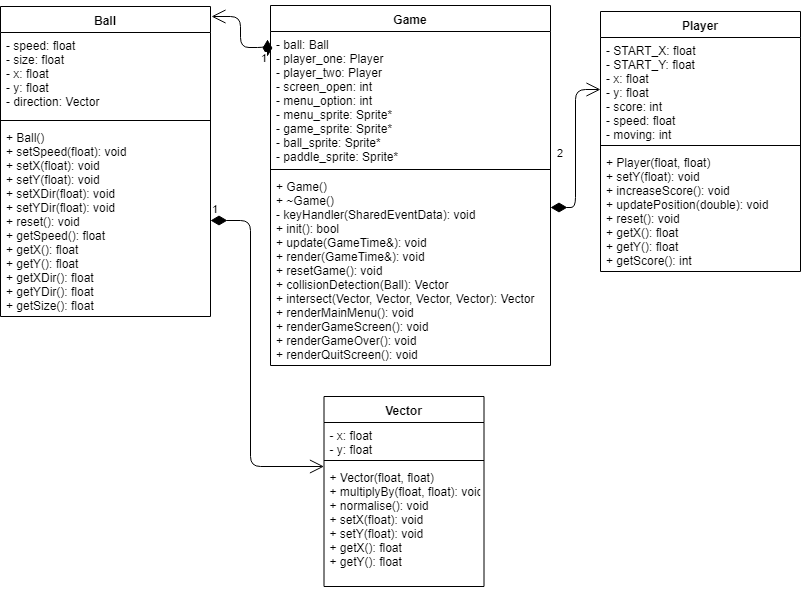 Ball
- speed: float
- size: float
- x: float
- y: float
- direction: Vector
+ Ball()
+ setSpeed(float): void
+ setX(float): void
+ setY(float): void
+ setXDir(float): void
+ setYDir(float): void
+ reset(): void
+ getSpeed(): float
+ getX(): float
+ getY(): float
+ getXDir(): float
+ getYDir(): float
+ getSize(): float
1
1
Game
- ball: Ball
- player_one: Player
- player_two: Player
- screen_open: int
- menu_option: int
- menu_sprite: Sprite*
- game_sprite: Sprite*
- ball_sprite: Sprite*
- paddle_sprite: Sprite*
+ Game()
+ ~Game()
- keyHandler(SharedEventData): void
+ init(): bool
+ update(GameTime&): void
+ render(GameTime&): void
+ resetGame(): void
+ collisionDetection(Ball): Vector
+ intersect(Vector, Vector, Vector, Vector): Vector
+ renderMainMenu(): void
+ renderGameScreen(): void
+ renderGameOver(): void
+ renderQuitScreen(): void
2
Player
- START_X: float
- START_Y: float
- x: float
- y: float
- score: int
- speed: float
- moving: int
+ Player(float, float)
+ setY(float): void
+ increaseScore(): void
+ updatePosition(double): void
+ reset(): void
+ getX(): float
+ getY(): float
+ getScore(): int
Vector
- x: float
- y: float
+ Vector(float, float)
+ multiplyBy(float, float): void
+ normalise(): void
+ setX(float): void
+ setY(float): void
+ getX(): float
+ getY(): float